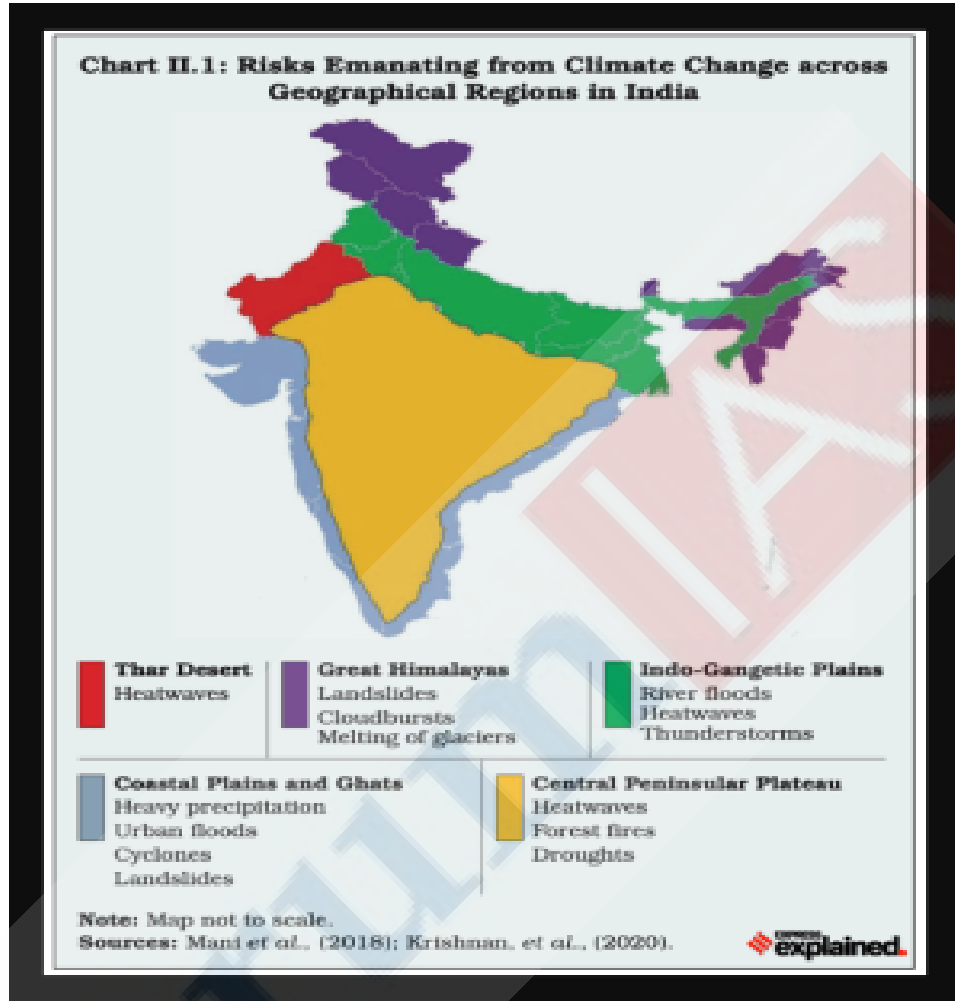 Chart II.1: Risks Emanating from Climate Change across
Geographical Regions in India
Thar Desert
Heatwaves
Great Himalayas
Landslides
Cloudbursts
Melting of glaciers
Indo-Gangetic Plains
River floods
Heatwaves
Thunderstorms
Coastal Plains and Ghats
Heavy precipitation
Urban floods
Cyclones
Landslides
Central Peninsular Plateau
Heatwaves
Forest fires
Droughts
Note: Map not to scale.
Sources: Mani et al., (2018); Krishnan, et al., (2020).
EXPRESS
explained.
rum
IAS